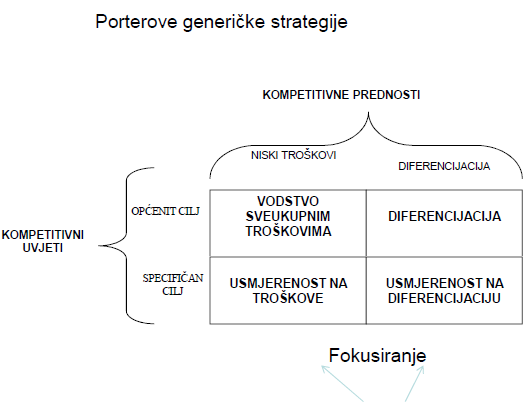 Porterove generičke strategije
KOMPETITIVNE PREDNOSTI
NISKI TROŠKOVI
DIFERENCIJACIJA
OPĆENIT CILJ
VODSTVO
SVEUKUPNIM
TROŠKOVIMA
DIFERENCIJACIJA
KOMPETITIVNI
UVJETI
SPECIFIČAN
CILJ
USMJERENOST NA
TROŠKOVE
USMJERENOST NA
DIFERENCIJACIJU
Fokusiranje